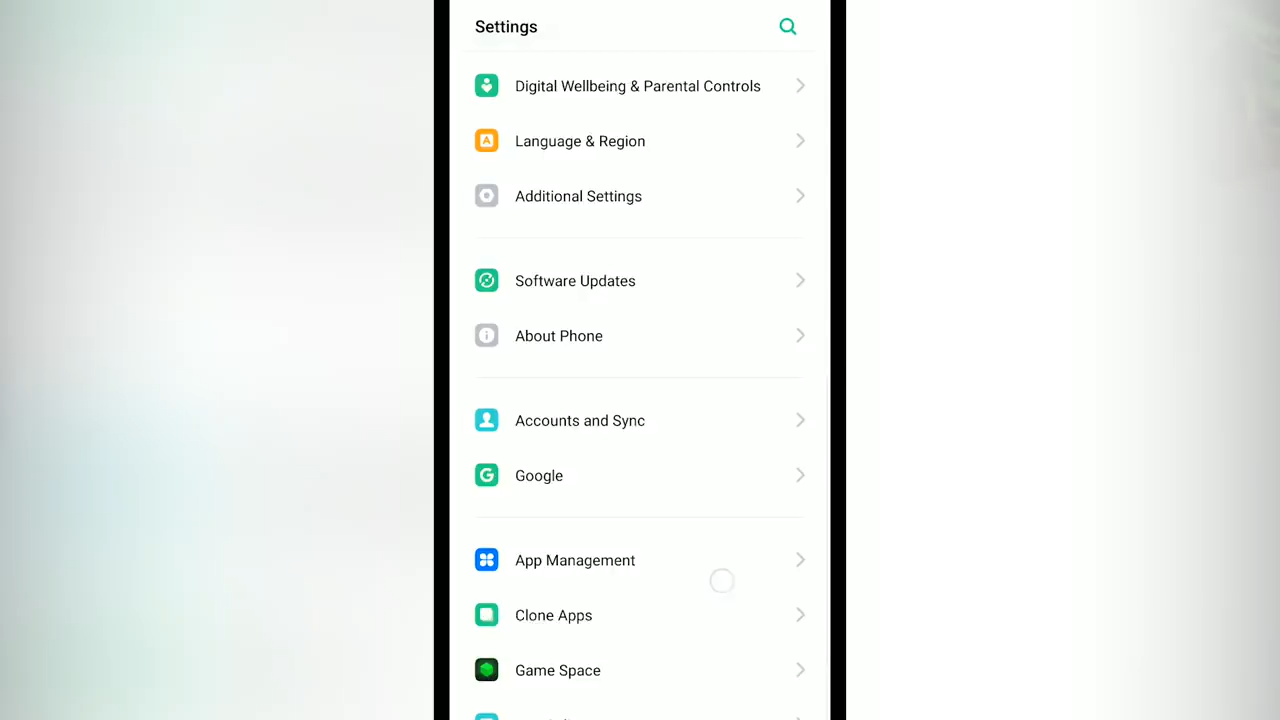 Settings
Digital Wellbeing & Parental Controls
Language & Region
Additional Settings
Software Updates
About Phone
Accounts and Sync
Google
App Management
Clone Apps
Game Space